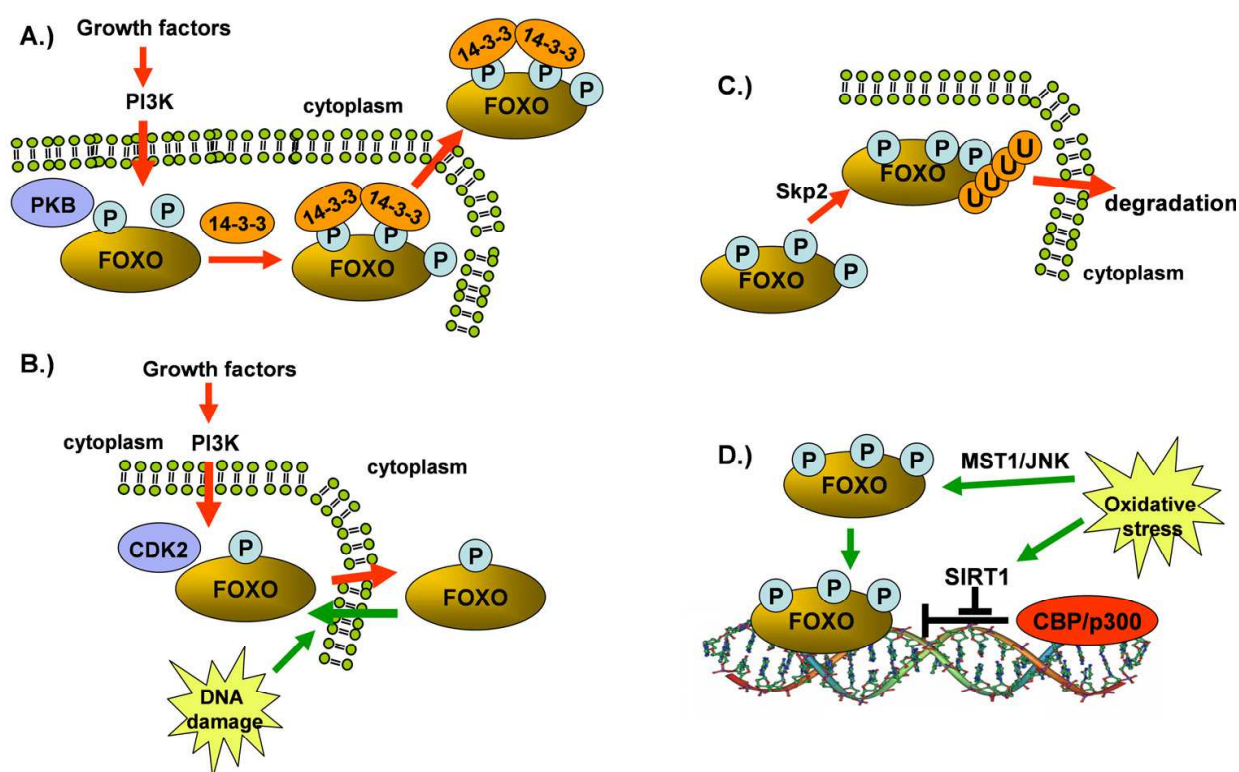 A.)
Growth factors
PI3K
cytoplasm
14-3-3
14-3-3
P
P
P
FOXO
PKB
P
P
FOXO
14-3-3
14-3-3
14-3-3
P
P
P
FOXO
B.)
Growth factors
cytoplasm
PI3K
cytoplasm
CDK2
P
FOXO
P
FOXO
DNA
damage
C.)
Skp2
P
P
P
FOXO
U
U
U
U
degradation
P
P
P
FOXO
cytoplasm
D.)
P
P
P
FOXO
MST1/JNK
Oxidative
stress
P
P
P
FOXO
SIRT1
CBP/p300